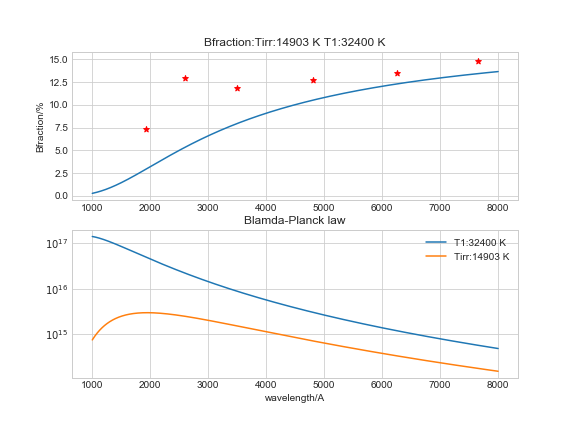 Bfraction:Tirr:14903 K T1:32400 K
15.0
12.5
10.0
7.5
5.0
2.5
0.0
Bfraction/%
1000 2000 3000 4000 5000 6000 7000 8000
Blamda-Planck law
10^17
10^16
10^15
T1:32400 K
Tirr:14903 K
1000 2000 3000 4000 5000 6000 7000 8000
wavelength/A